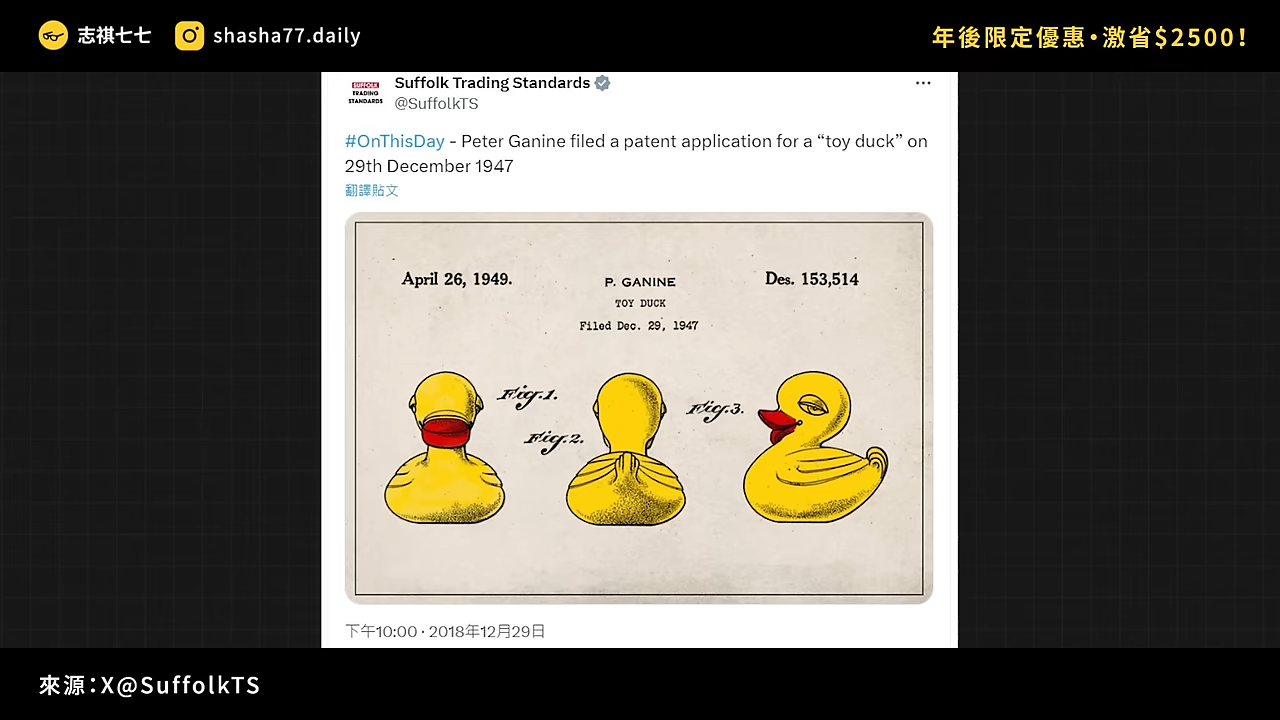 志祺七七
shasha77.daily
年後限定優惠•激省$2500!
SUFFOLK
TRADING
STANDARDS
Suffolk Trading Standards
@SuffolkTS
#OnThisDay - Peter Ganine filed a patent application for a “toy duck” on
29th December 1947
翻譯貼文
April 26, 1949.
P. GANINE
Des. 153,514
TOY DUCK
Filed Dec. 29, 1947
Fig.1.
Fig.2.
Fig.3.
下午10:00 · 2018年12月29日
來源:X@SuffolkTS